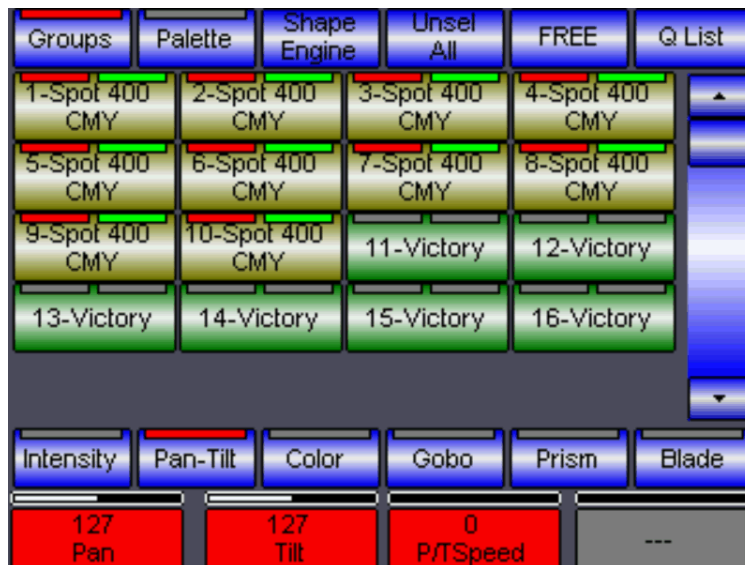 Groups
Palette
Shape
Engine
Unsel
All
FREE
Q List
1-Spot 400
CMY
2-Spot 400
CMY
3-Spot 400
CMY
4-Spot 400
CMY
5-Spot 400
CMY
6-Spot 400
CMY
7-Spot 400
CMY
8-Spot 400
CMY
9-Spot 400
CMY
10-Spot 400
CMY
11-Victory
12-Victory
13-Victory
14-Victory
15-Victory
16-Victory
Intensity
Pan-Tilt
Color
Gobo
Prism
Blade
127
Pan
127
Tilt
0
P/TSpeed
---